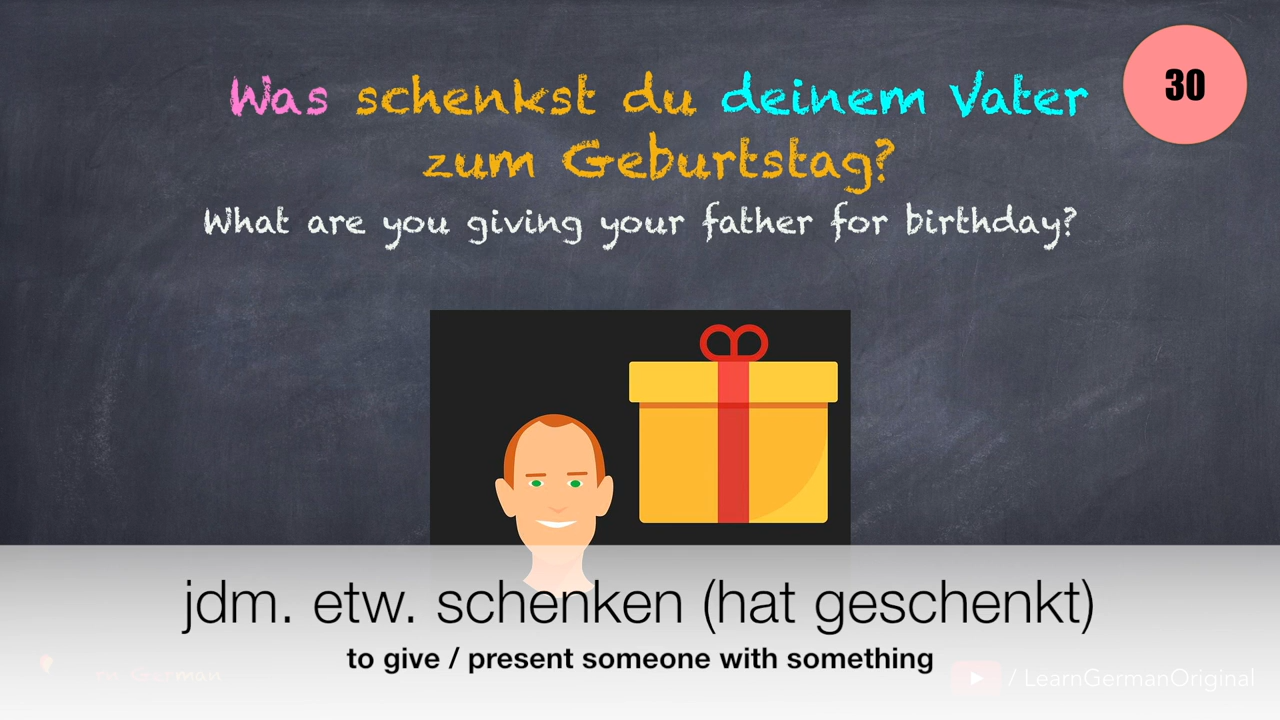 Was schenkst du deinem Vater
zum Geburtstag?
30
What are you giving your father for birthday?
jdm. etw. schenken (hat geschenkt)
to give / present someone with something
German
/ LearnGermanOriginal